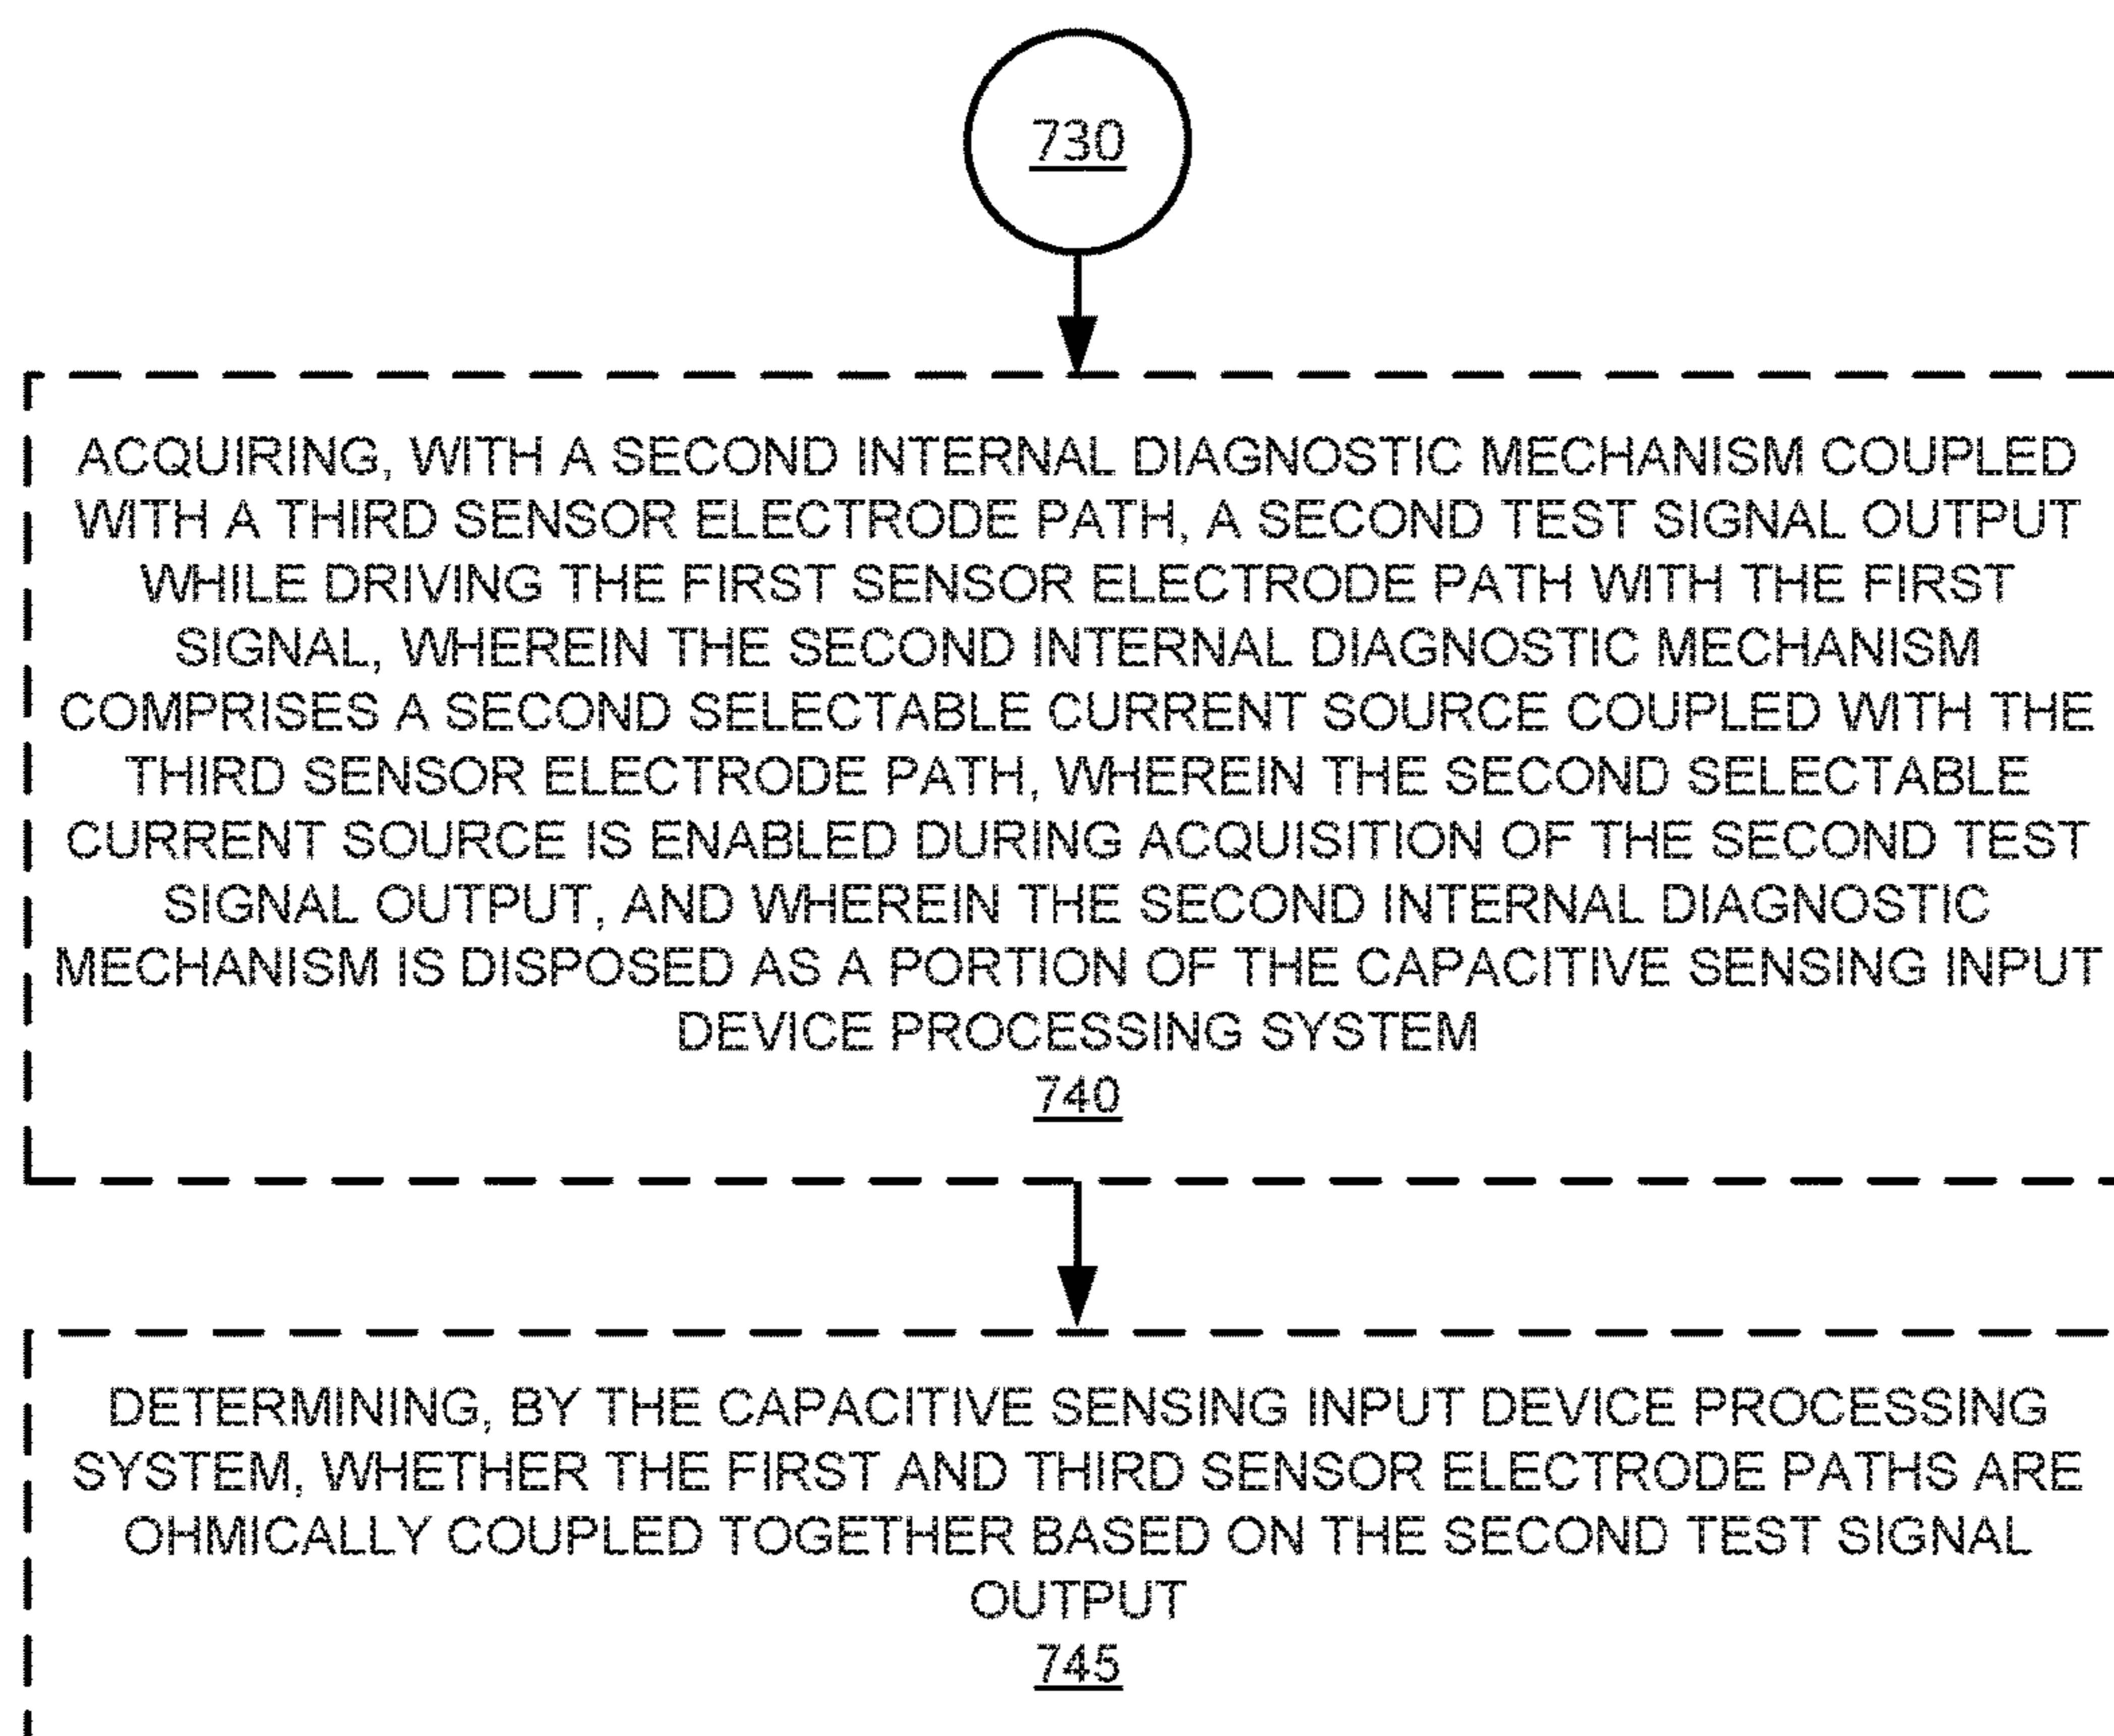 730
ACQUIRING, WITH A SECOND INTERNAL DIAGNOSTIC MECHANISM COUPLED
WITH A THIRD SENSOR ELECTRODE PATH, A SECOND TEST SIGNAL OUTPUT
WHILE DRIVING THE FIRST SENSOR ELECTRODE PATH WITH THE FIRST
SIGNAL, WHEREIN THE SECOND INTERNAL DIAGNOSTIC MECHANISM
COMPRISES A SECOND SELECTABLE CURRENT SOURCE COUPLED WITH THE
THIRD SENSOR ELECTRODE PATH, WHEREIN THE SECOND SELECTABLE
CURRENT SOURCE IS ENABLED DURING ACQUISITION OF THE SECOND TEST
SIGNAL OUTPUT, AND WHEREIN THE SECOND INTERNAL DIAGNOSTIC
MECHANISM IS DISPOSED AS A PORTION OF THE CAPACITIVE SENSING INPUT
DEVICE PROCESSING SYSTEM
740
DETERMINING, BY THE CAPACITIVE SENSING INPUT DEVICE PROCESSING
SYSTEM, WHETHER THE FIRST AND THIRD SENSOR ELECTRODE PATHS ARE
OHMICALLY COUPLED TOGETHER BASED ON THE SECOND TEST SIGNAL
OUTPUT
745